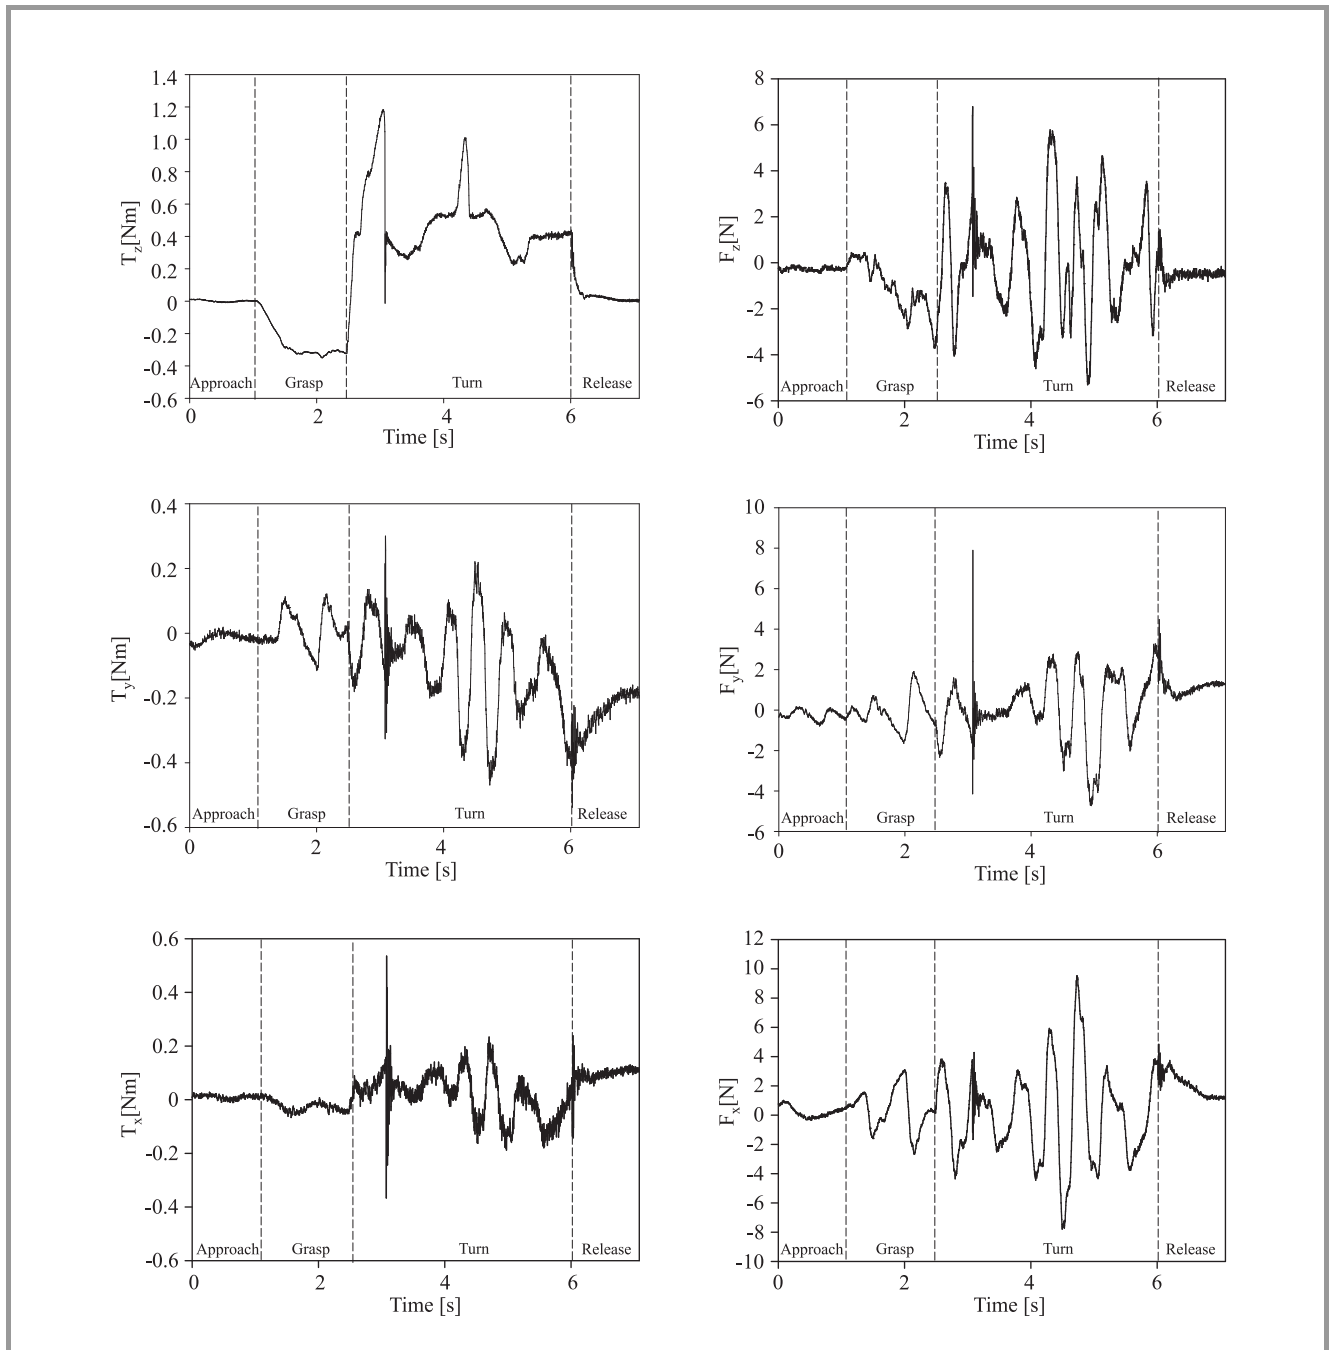 1.4
1.2
1.0
0.8
0.6
0.4
0.2
0
-0.2
-0.4
-0.6
T_z[Nm]
Approach Grasp Turn Release
0 2 4 6
Time [s]
8
6
4
2
0
-2
-4
-6
F_z[N]
Approach Grasp Turn Release
0 2 4 6
Time [s]
0.4
0.2
0
-0.2
-0.4
-0.6
T_y[Nm]
Approach Grasp Turn Release
0 2 4 6
Time [s]
10
8
6
4
2
0
-2
-4
-6
F_y[N]
Approach Grasp Turn Release
0 2 4 6
Time [s]
0.6
0.4
0.2
0
-0.2
-0.4
-0.6
T_x[Nm]
Approach Grasp Turn Release
0 2 4 6
Time [s]
12
10
8
6
4
2
0
-2
-4
-6
-8
-10
F_x[N]
Approach Grasp Turn Release
0 2 4 6
Time [s]